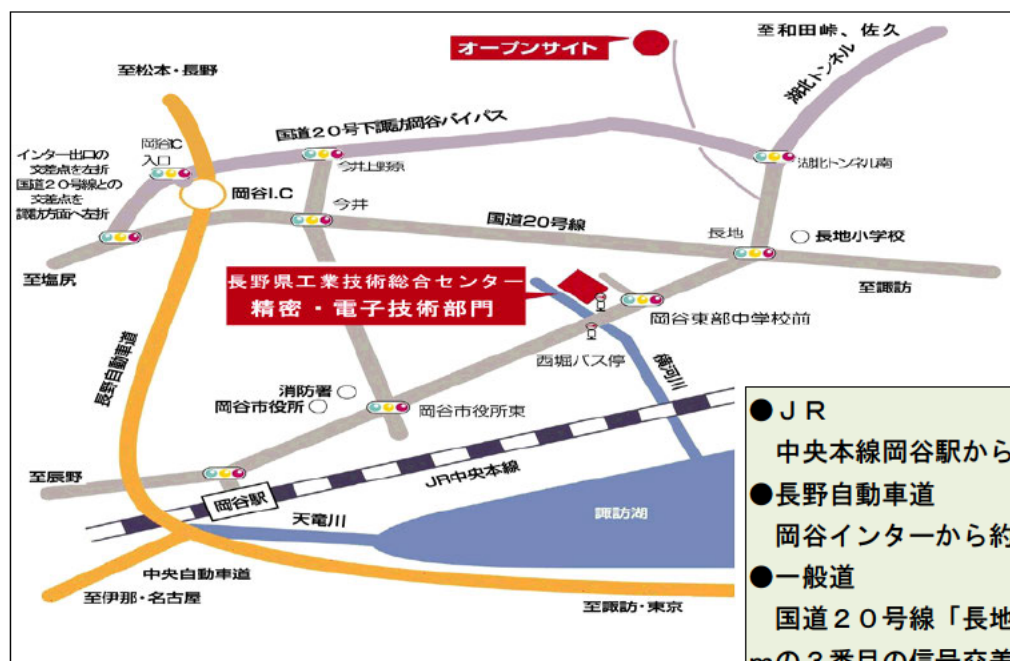 オープンサイト
至和田峠、佐久
至松本・長野
湖北トンネル
国道２０号下諏訪岡谷バイパス
岡谷IC
入口
インター出口の
交差点を左折
国道２０号線との
交差点を
諏訪方面へ左折
今井上野原
湖北トンネル南
岡谷I.C
今井
国道２０号線
長地
長地小学校
至塩尻
至諏訪
長野県工業技術総合センター
精密・電子技術部門
岡谷東部中学校前
西堀バス停
横河川
長野自動車道
消防署
岡谷市役所
岡谷市役所東
至辰野
岡谷駅
JR中央本線
天竜川
諏訪湖
中央自動車道
至伊那・名古屋
至諏訪・東京
●ＪＲ
中央本線岡谷駅から
●長野自動車道
岡谷インターから約
●一般道
国道２０号線「長地